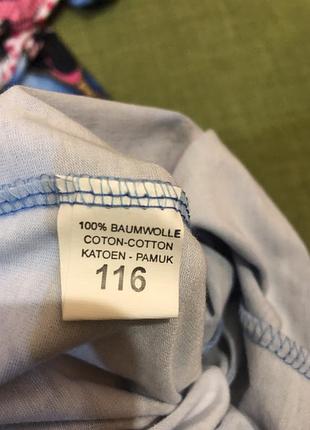 100% BAUMWOLLE
COTON-COTTON
KATOEN - PAMUK
116